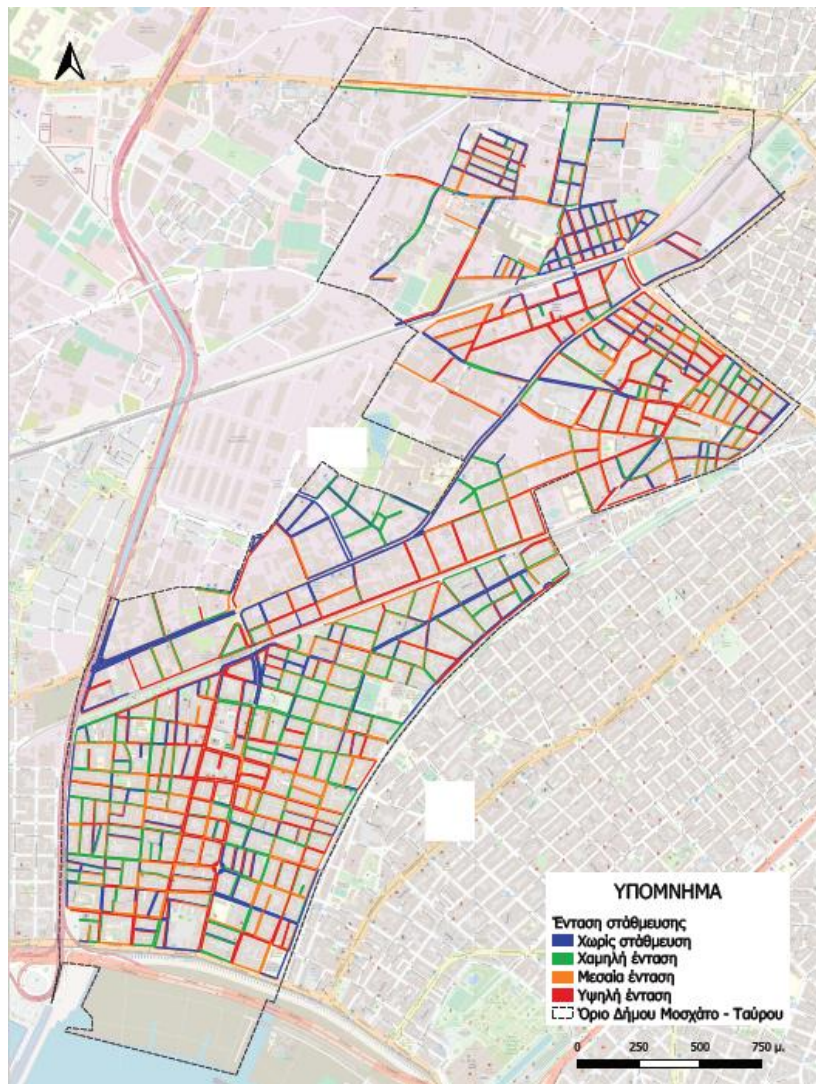 ΥΠΟΜΝΗΜΑ
Ένταση στάθμευσης
Χωρίς στάθμευση
Χαμηλή ένταση
Μεσαία ένταση
Υψηλή ένταση
Όριο Δήμου Μοσχάτο - Ταύρου
0 250 500 750 μ.